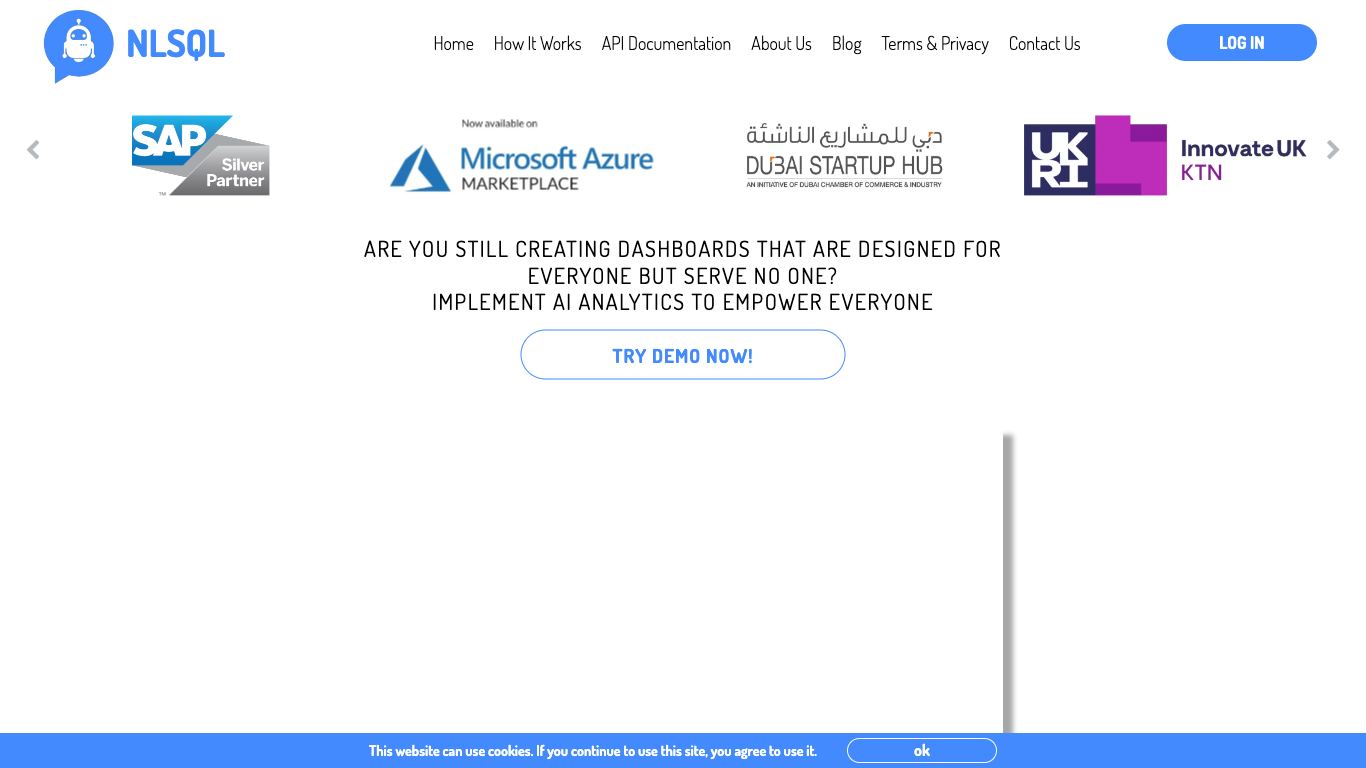 NLSQL
Home
How It Works
API Documentation
About Us
Blog
Terms & Privacy
Contact Us
LOG IN
SAP
Silver
Partner
TM
Now available on
Microsoft Azure
MARKETPLACE
دبي للمشاريع الناشئة
DUBAI STARTUP HUB
AN INITIATIVE OF DUBAI CHAMBER OF COMMERCE & INDUSTRY
UK
RI
Innovate UK
KTN
ARE YOU STILL CREATING DASHBOARDS THAT ARE DESIGNED FOR
EVERYONE BUT SERVE NO ONE?
IMPLEMENT AI ANALYTICS TO EMPOWER EVERYONE
TRY DEMO NOW!
This website can use cookies. If you continue to use this site, you agree to use it.
ok